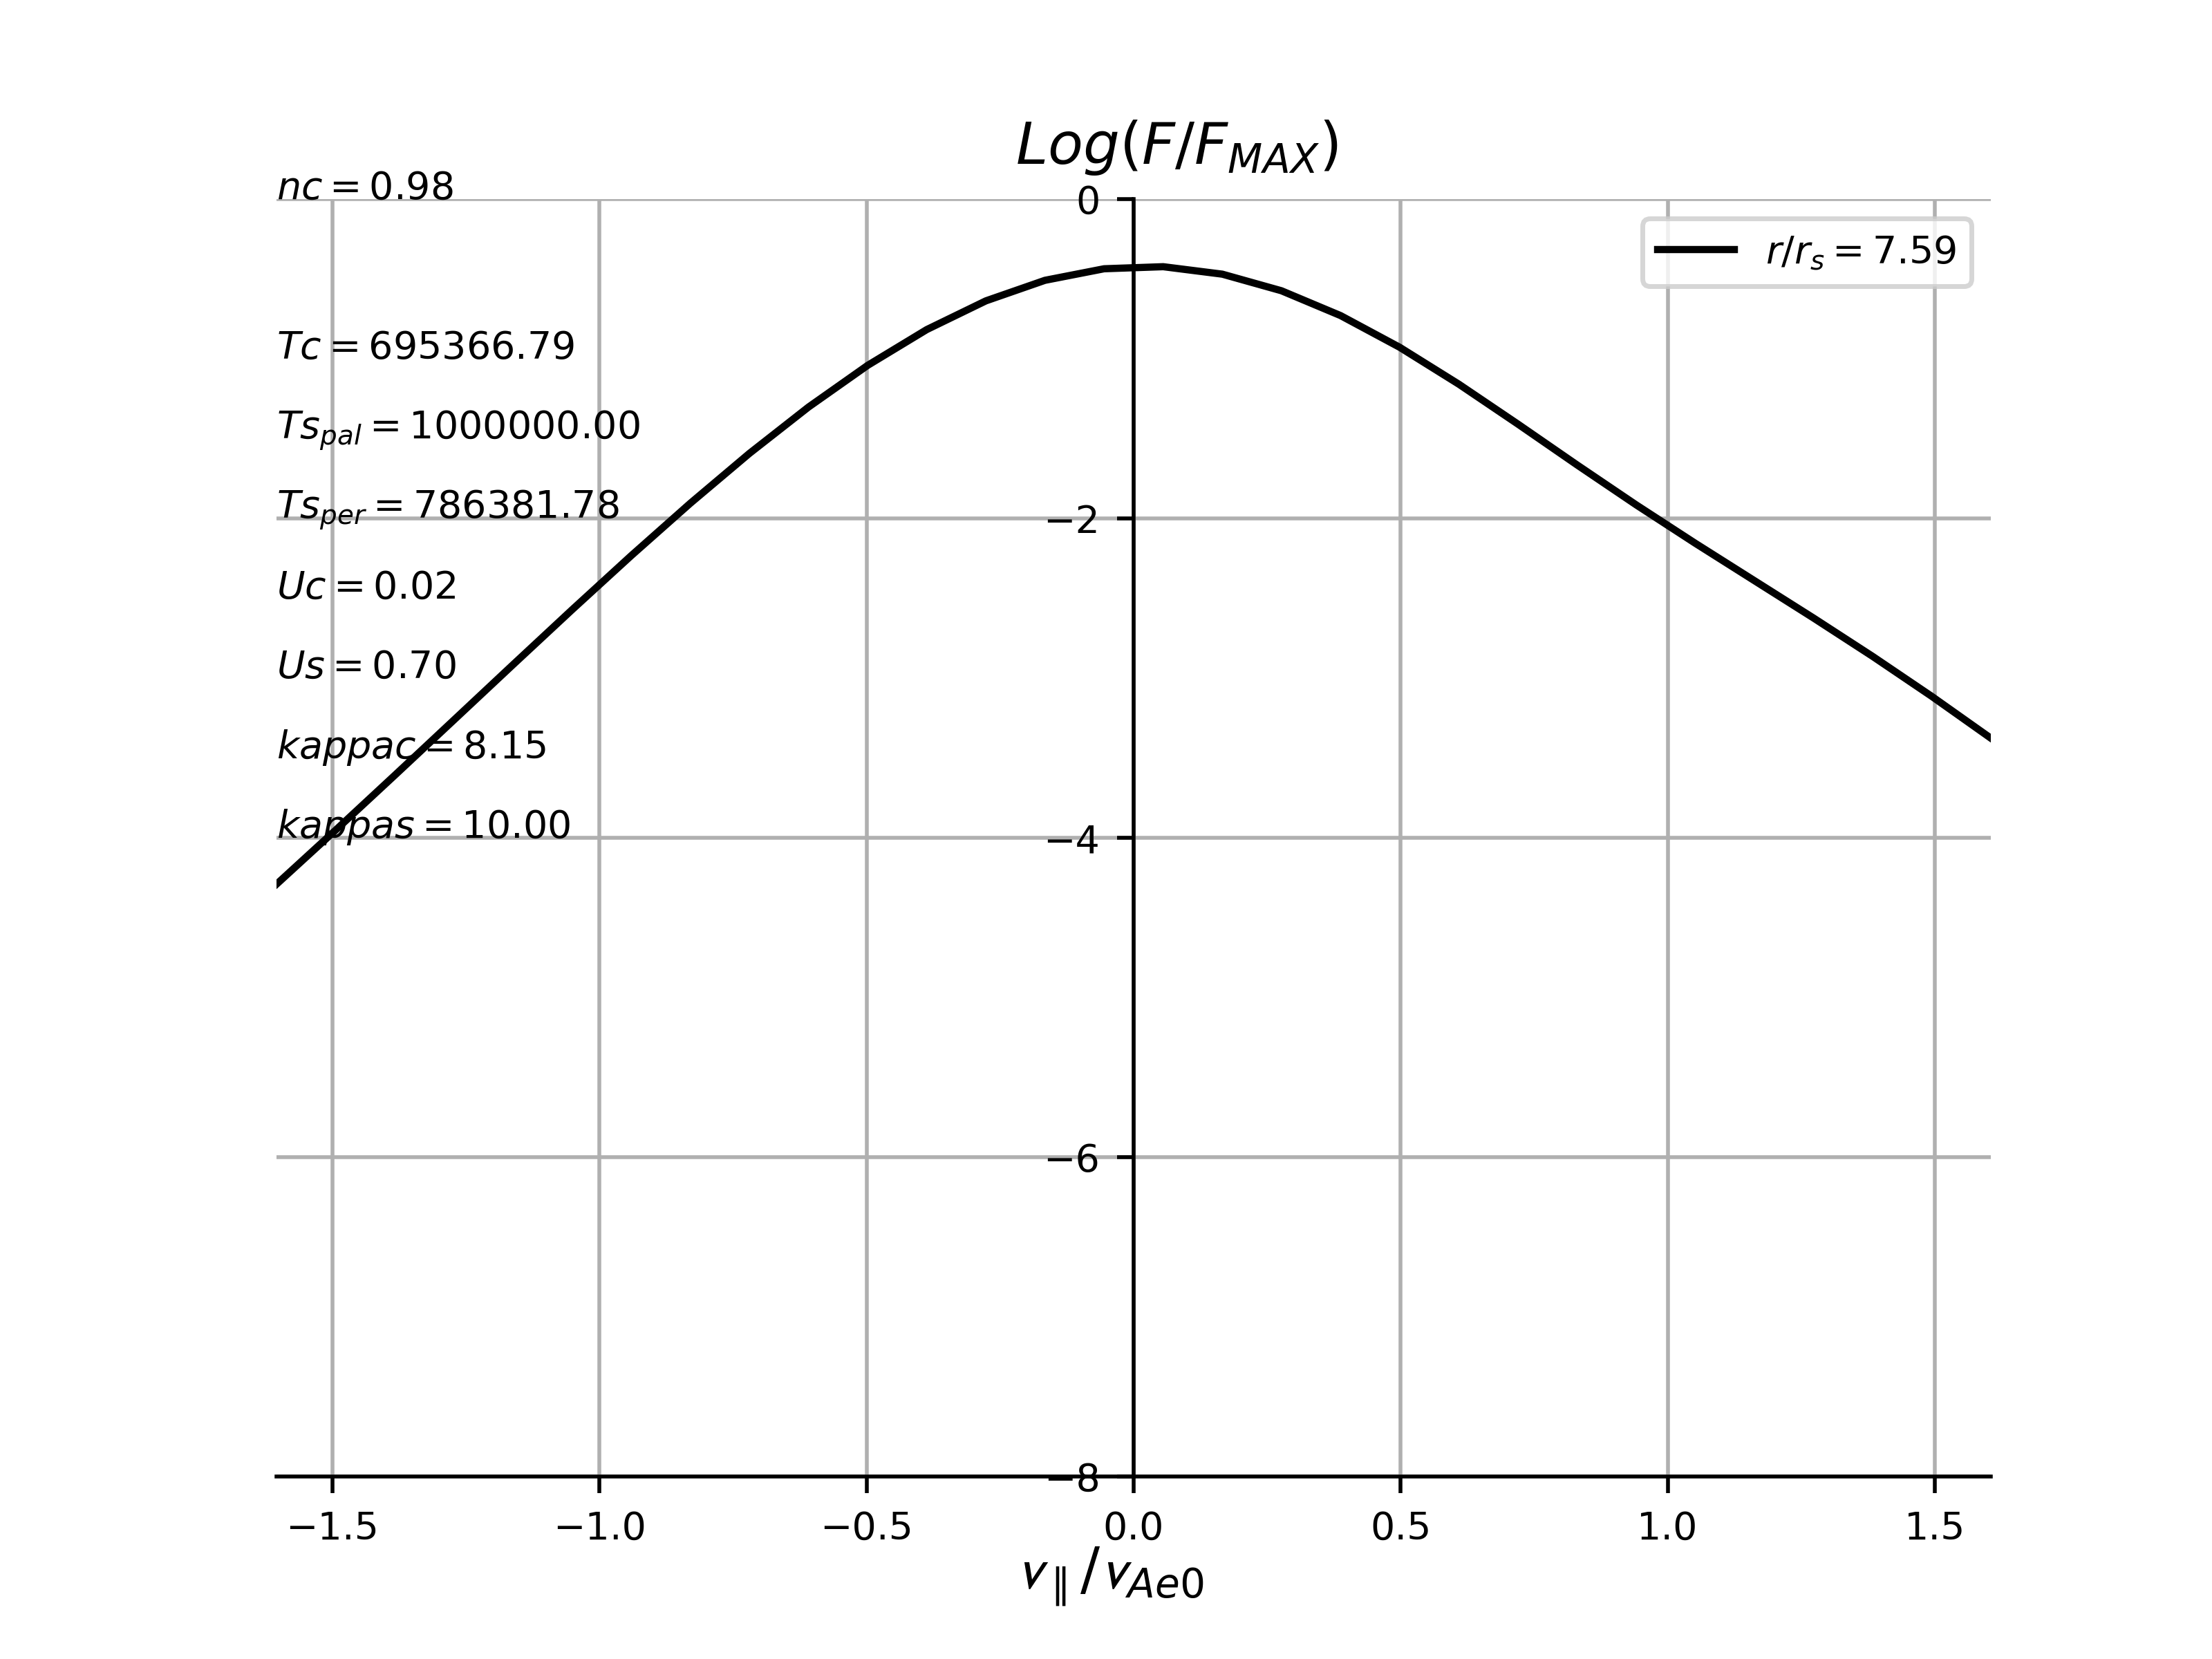 Log(F/F_MAX)
nc = 0.98
0
r/r_s = 7.59
Tc = 695366.79
Ts_pal = 1000000.00
Ts_per = 786381.78
−2
Uc = 0.02
Us = 0.70
kappac = 8.15
kappas = 10.00
−4
−6
−8
−1.5 −1.0 −0.5 0.0 0.5 1.0 1.5
v_∥/v_Ae0